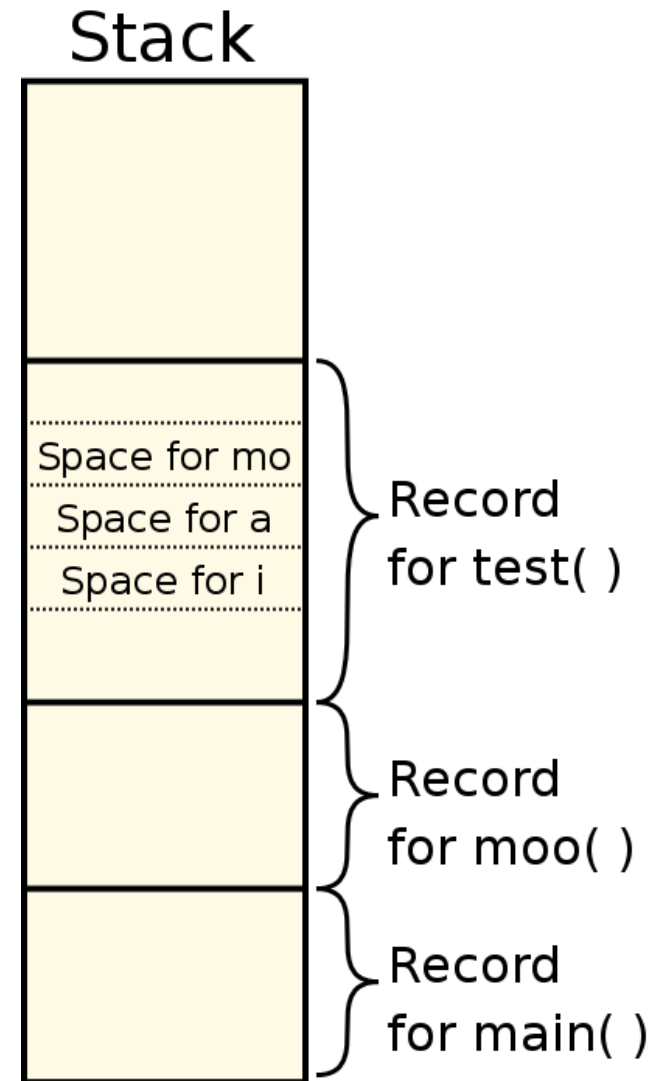 Stack
Space for mo
Space for a
Space for i
Record
for test( )
Record
for moo( )
Record
for main( )